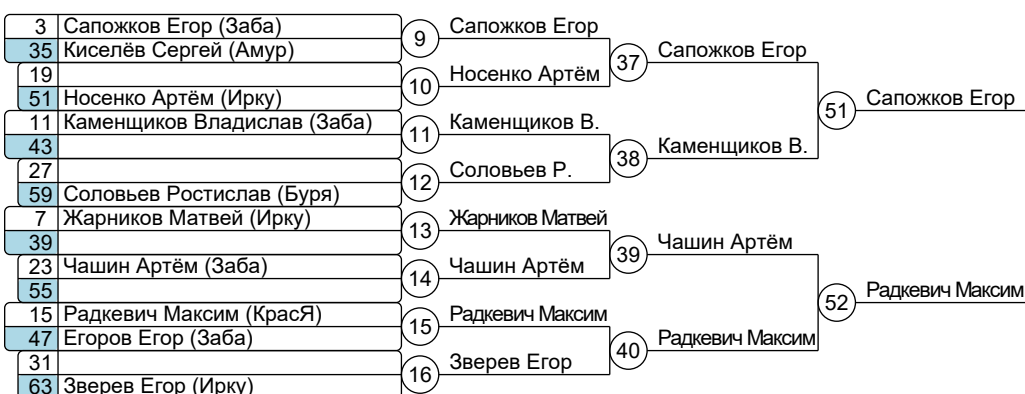 3 Сапожков Егор (Заба)
35 Киселёв Сергей (Амур)
19
51 Носенко Артём (Ирку)
11 Каменщиков Владислав (Заба)
43
27
59 Соловьев Ростислав (Буря)
7 Жарников Матвей (Ирку)
39
23 Чашин Артём (Заба)
55
15 Радкевич Максим (КрасЯ)
47 Егоров Егор (Заба)
31
63 Зверев Егор (Ирку)
9 Сапожков Егор
10 Носенко Артём
11 Каменщиков В.
12 Соловьев Р.
13 Жарников Матвей
14 Чашин Артём
15 Радкевич Максим
16 Зверев Егор
37 Сапожков Егор
38 Каменщиков В.
39 Чашин Артём
40 Радкевич Максим
51 Сапожков Егор
52 Радкевич Максим